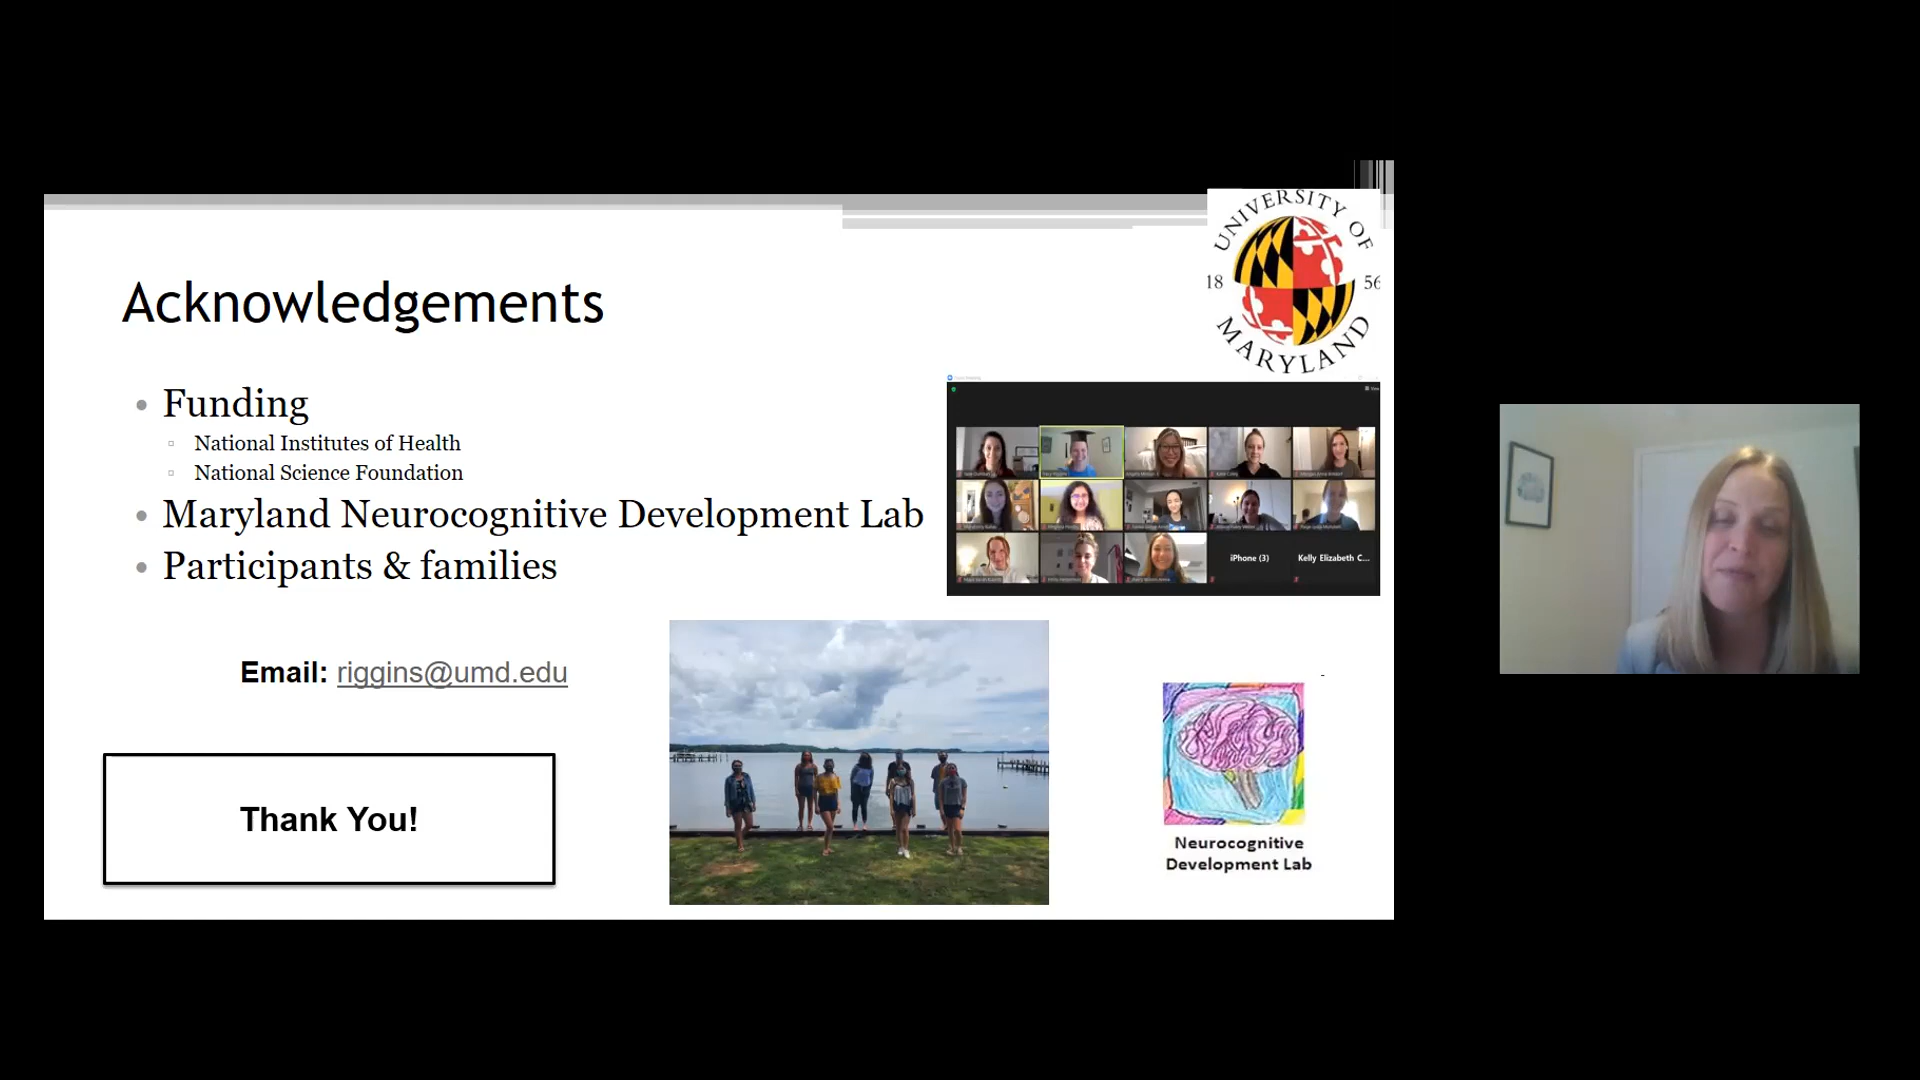 UNIVERSITY OF
18 56
MARYLAND
Acknowledgements
Funding
National Institutes of Health
National Science Foundation
Maryland Neurocognitive Development Lab
Participants & families
iPhone (3)
Kelly Elizabeth C...
Email: riggins@umd.edu
Thank You!
Neurocognitive
Development Lab